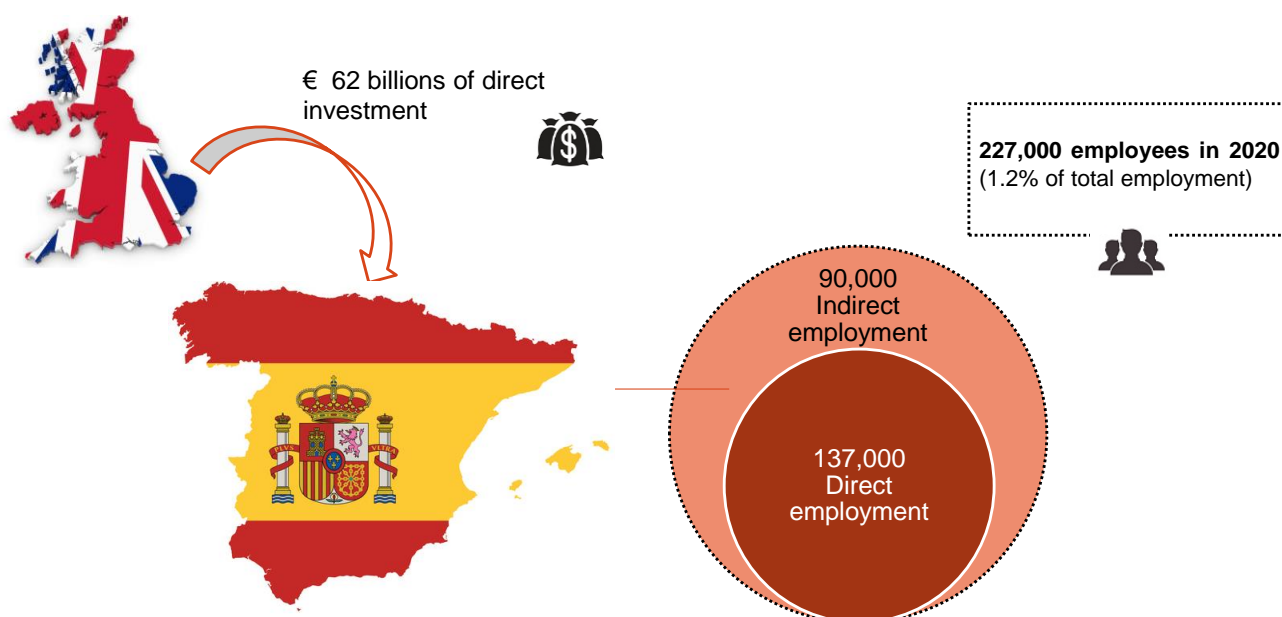 € 62 billions of direct
investment
$
227,000 employees in 2020
(1.2% of total employment)
90,000
Indirect
employment
137,000
Direct
employment